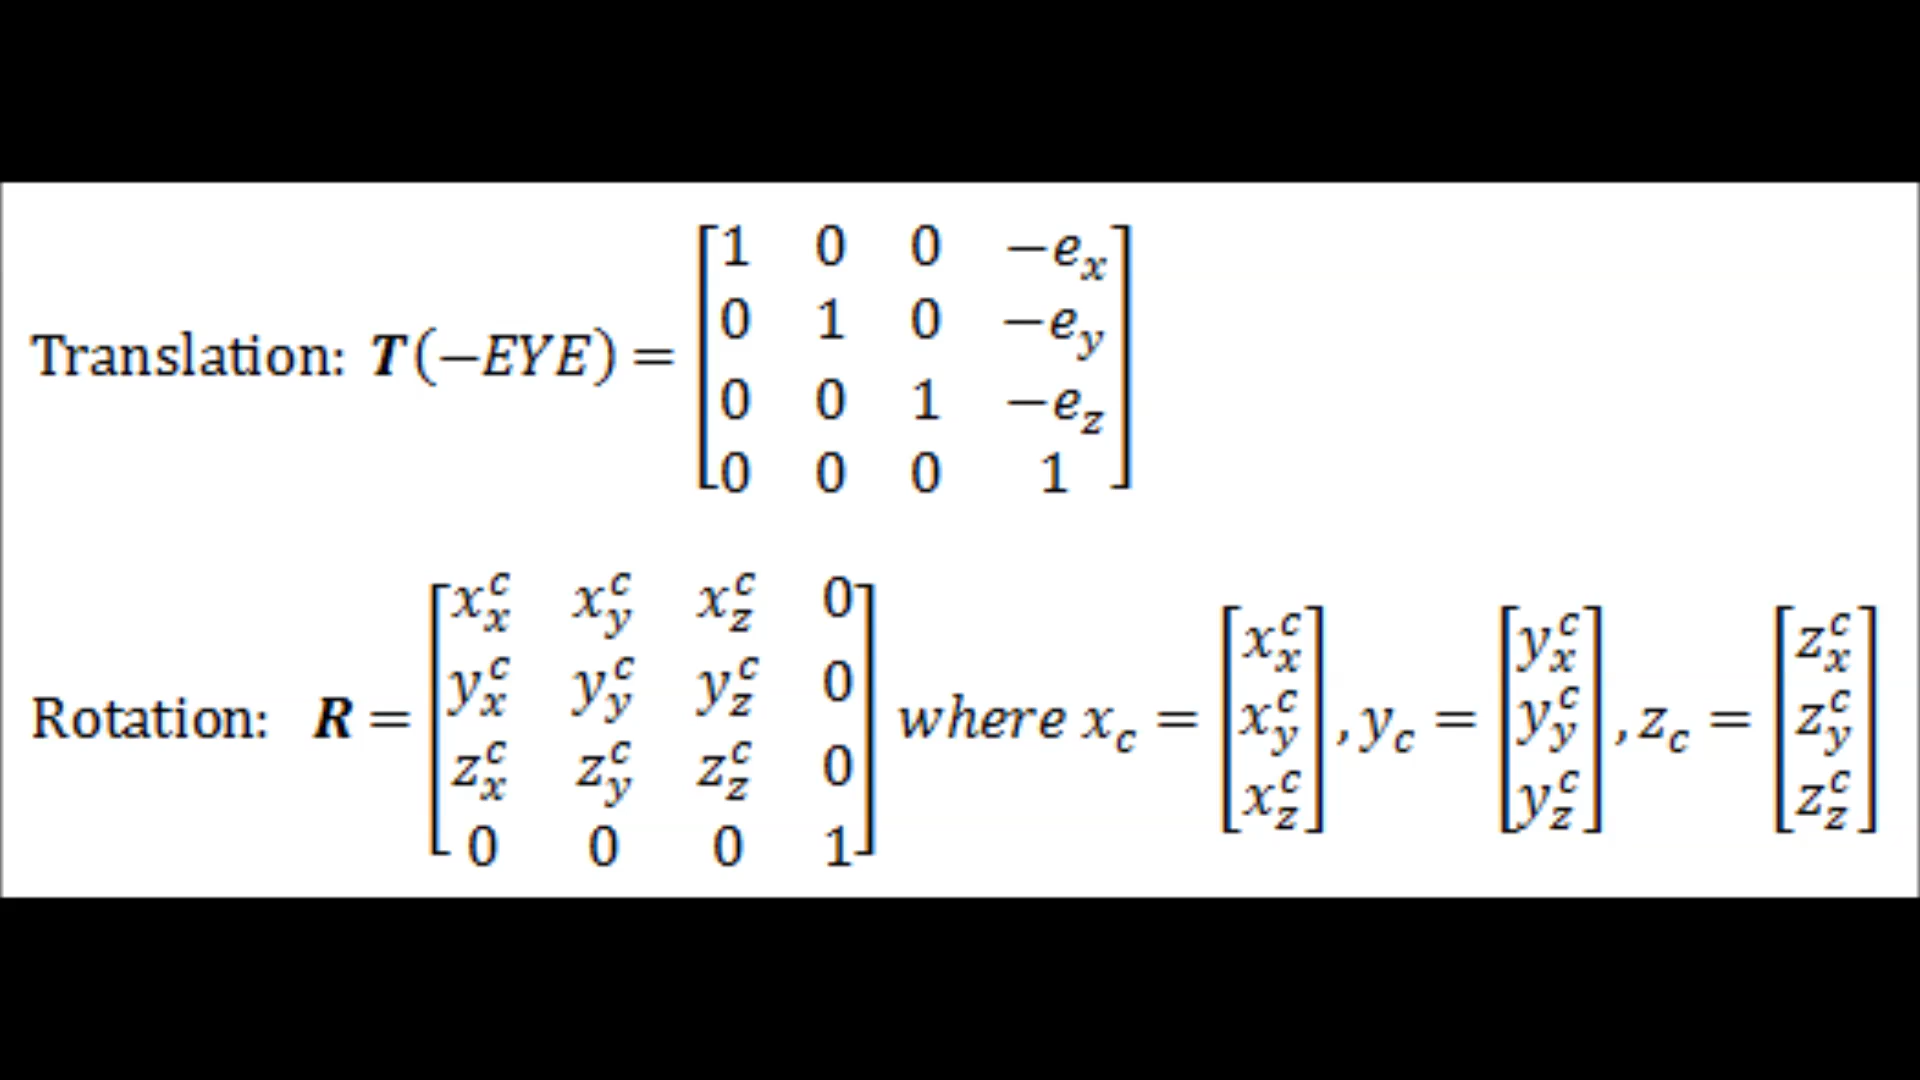 Translation: T(−EYE) = [1 0 0 −e_x
0 1 0 −e_y
0 0 1 −e_z
0 0 0 1]
Rotation: R = [x_x^c x_y^c x_z^c 0
y_x^c y_y^c y_z^c 0
z_x^c z_y^c z_z^c 0
0 0 0 1] where x_c = [x_x^c x_y^c x_z^c], y_c = [y_x^c y_y^c y_z^c], z_c = [z_x^c z_y^c z_z^c]